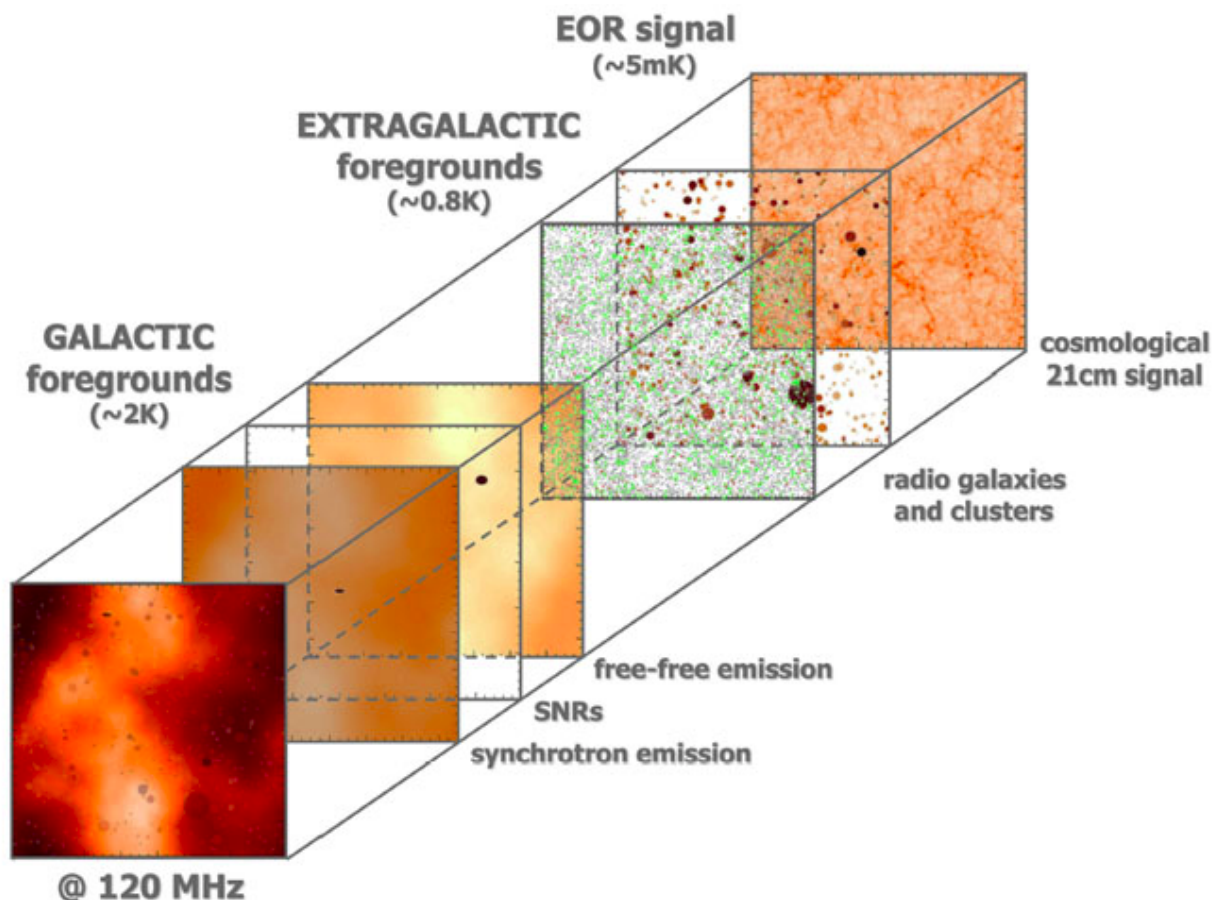 EOR signal
(~5mK)
EXTRAGALACTIC
foregrounds
(~0.8K)
GALACTIC
foregrounds
(~2K)
cosmological
21cm signal
radio galaxies
and clusters
free-free emission
SNRs
synchrotron emission
@ 120 MHz